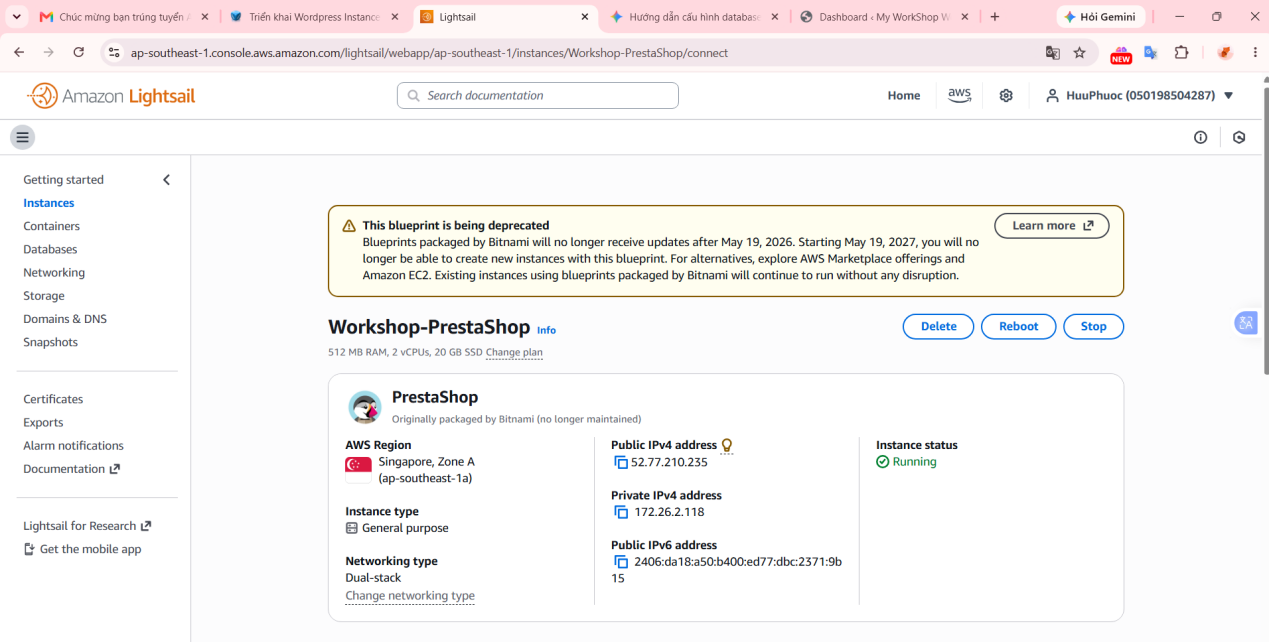 Chúc mừng bạn trúng tuyển
Triển khai Wordpress Instance
Lightsail
Hướng dẫn cấu hình database
Dashboard ‹ My WorkShop W
Hỏi Gemini
ap-southeast-1.console.aws.amazon.com/lightsail/webapp/ap-southeast-1/instances/Workshop-PrestaShop/connect
NEW
Amazon Lightsail
Search documentation
Home
aws
HuuPhuoc (050198504287)
Getting started
Instances
Containers
Databases
Networking
Storage
Domains & DNS
Snapshots
Certificates
Exports
Alarm notifications
Documentation
Lightsail for Research
Get the mobile app
This blueprint is being deprecated
Blueprints packaged by Bitnami will no longer receive updates after May 19, 2026. Starting May 19, 2027, you will no
longer be able to create new instances with this blueprint. For alternatives, explore AWS Marketplace offerings and
Amazon EC2. Existing instances using blueprints packaged by Bitnami will continue to run without any disruption.
Learn more
Workshop-PrestaShop Info
Delete
Reboot
Stop
512 MB RAM, 2 vCPUs, 20 GB SSD Change plan
PrestaShop
Originally packaged by Bitnami (no longer maintained)
AWS Region
Singapore, Zone A
(ap-southeast-1a)
Instance type
General purpose
Networking type
Dual-stack
Change networking type
Public IPv4 address
52.77.210.235
Private IPv4 address
172.26.2.118
Public IPv6 address
2406:da18:a50:b400:ed77:dbc:2371:9b
15
Instance status
Running